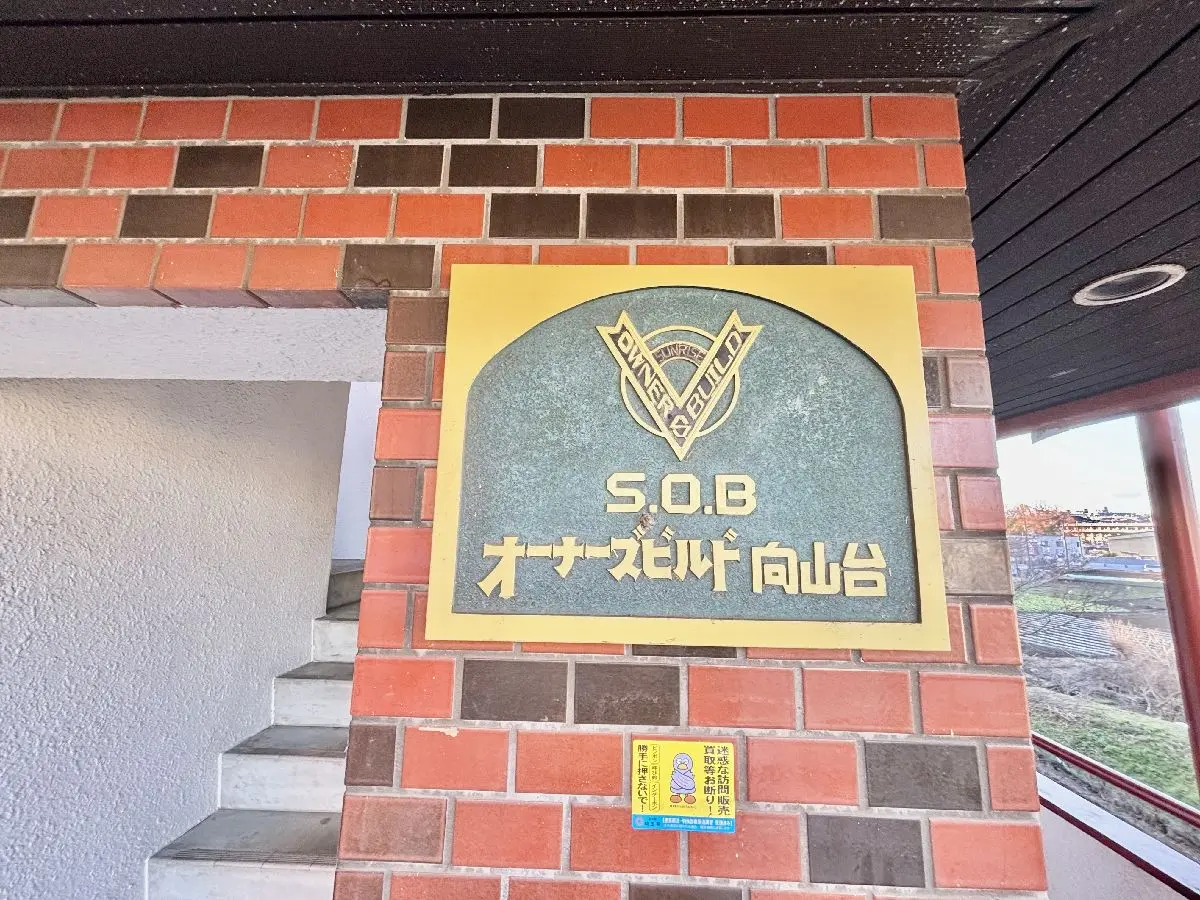 OWNER'S BUILD
SUNRISE
S.O.B
オーナーズビルド 向山台
迷惑な訪問販売
買取等お断り!
勝手に押さないで!